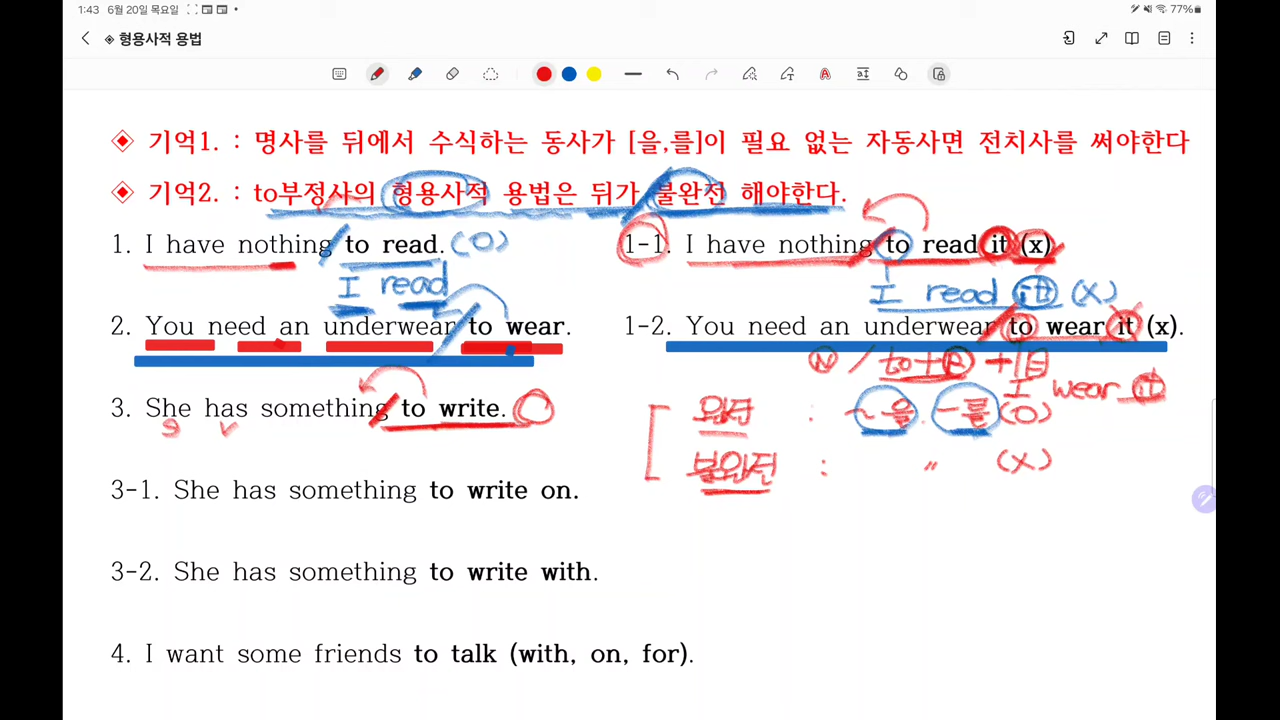 1:43 6월 20일 목요일 77%
형용사적 용법
◈ 기억1. : 명사를 뒤에서 수식하는 동사가 [을,를]이 필요 없는 자동사면 전치사를 써야한다
◈ 기억2. : to부정사의 형용사적 용법은 뒤가 불완전 해야한다.
1. I have nothing to read. (O)
1-1. I have nothing to read it (x).
I read
I read it (X)
2. You need an underwear to wear.
1-2. You need an underwear to wear it (x).
N / to + R +
I wear it
3. She has something to write.
S V
완전 : ~을. ~를 (O)
불완전 : " (X)
3-1. She has something to write on.
3-2. She has something to write with.
4. I want some friends to talk (with, on, for).